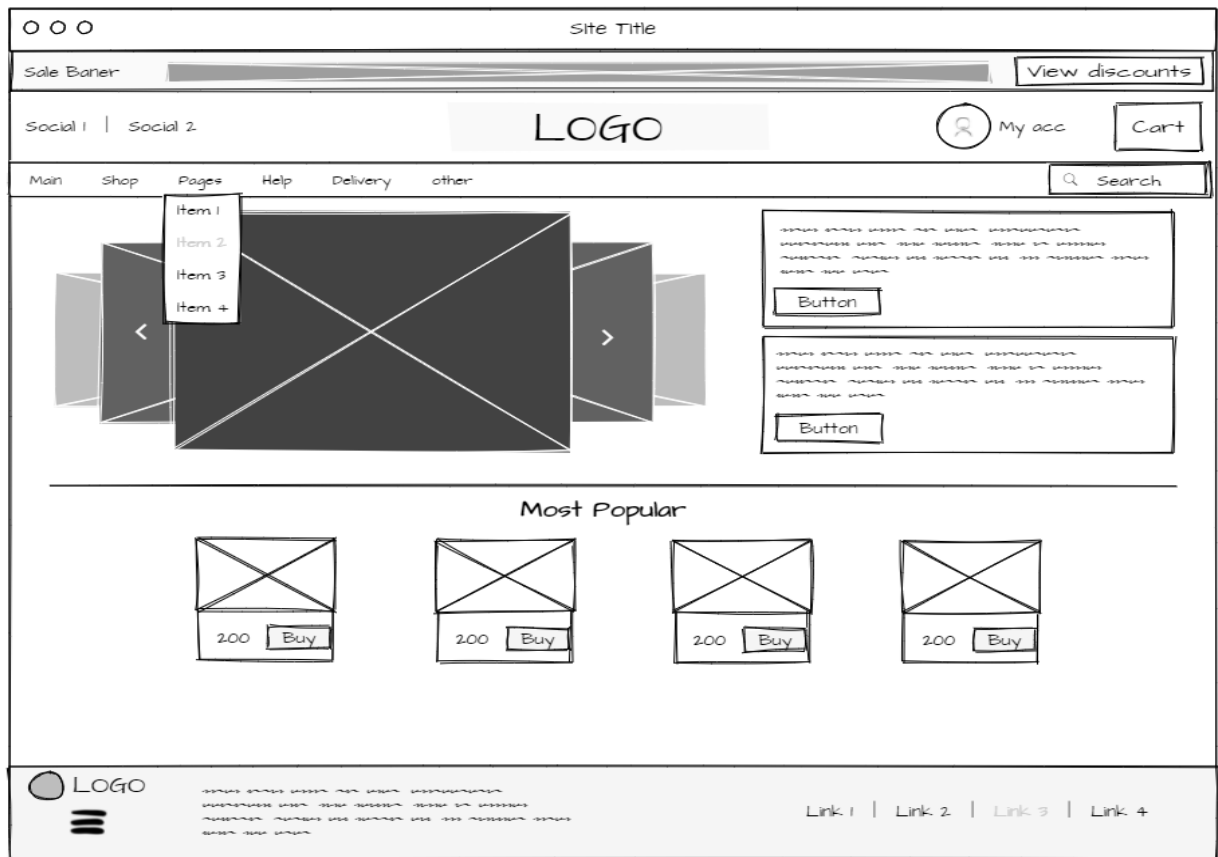 Site Title
Sale Baner View discounts
Social 1 | Social 2 LOGO My acc Cart
Main Shop Pages Help Delivery other Search
Item 1
Item 2
Item 3
Item 4
Button
Button
Most Popular
200 Buy 200 Buy 200 Buy 200 Buy
LOGO
Link 1 | Link 2 | Link 3 | Link 4